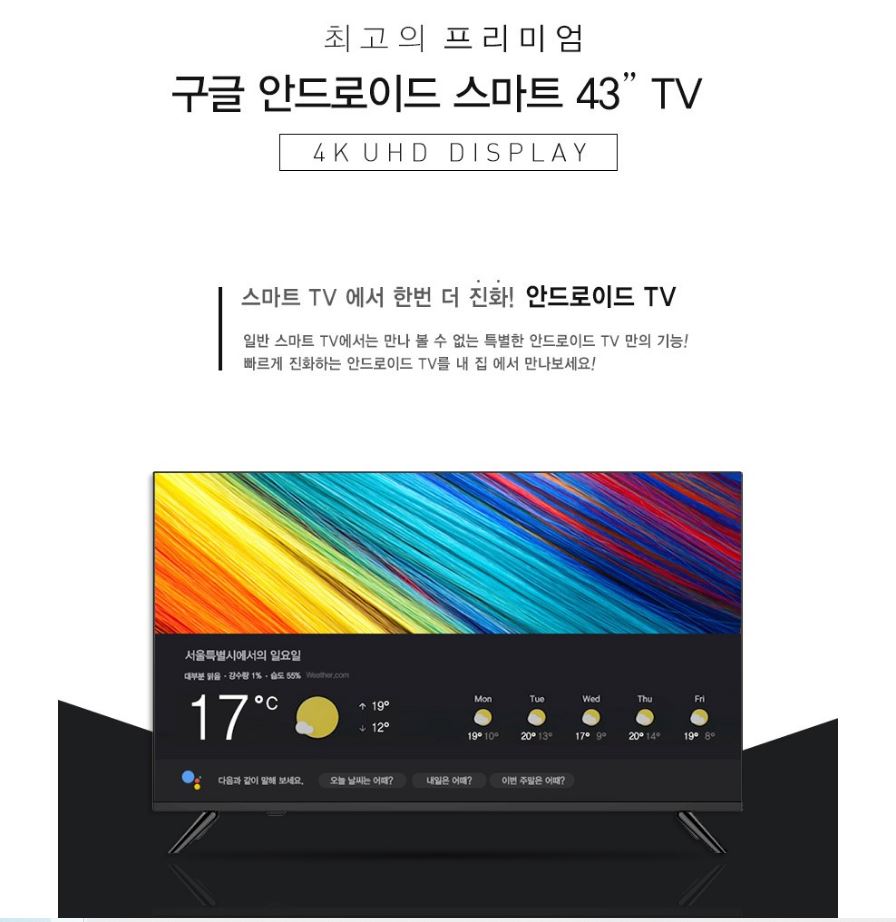 최고의 프리미엄
구글 안드로이드 스마트 43” TV
4K UHD DISPLAY
스마트 TV 에서 한번 더 진화! 안드로이드 TV
일반 스마트 TV에서는 만나 볼 수 없는 특별한 안드로이드 TV 만의 기능!
빠르게 진화하는 안드로이드 TV를 내 집 에서 만나보세요!
서울특별시에서의 일요일
대부분 맑음 · 강수량 1% · 습도 55% Weather.com
17°C
↑ 19°
↓ 12°
Mon Tue Wed Thu Fri
19° 10° 20° 13° 17° 9° 20° 14° 19° 8°
다음과 같이 말해 보세요. 오늘 날씨는 어때? 내일은 어때? 이번 주말은 어때?